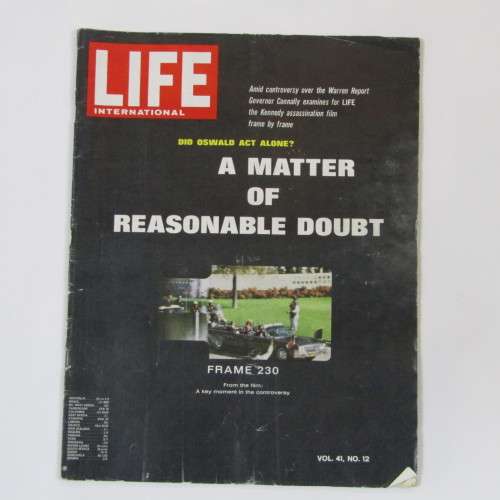 LIFE
INTERNATIONAL
Amid controversy over the Warren Report
Governor Connally examines for LIFE
the Kennedy assassination film
frame by frame
DID OSWALD ACT ALONE?
A MATTER
OF
REASONABLE DOUBT
FRAME 230
From the film:
A key moment in the controversy
VOL. 41, NO. 12